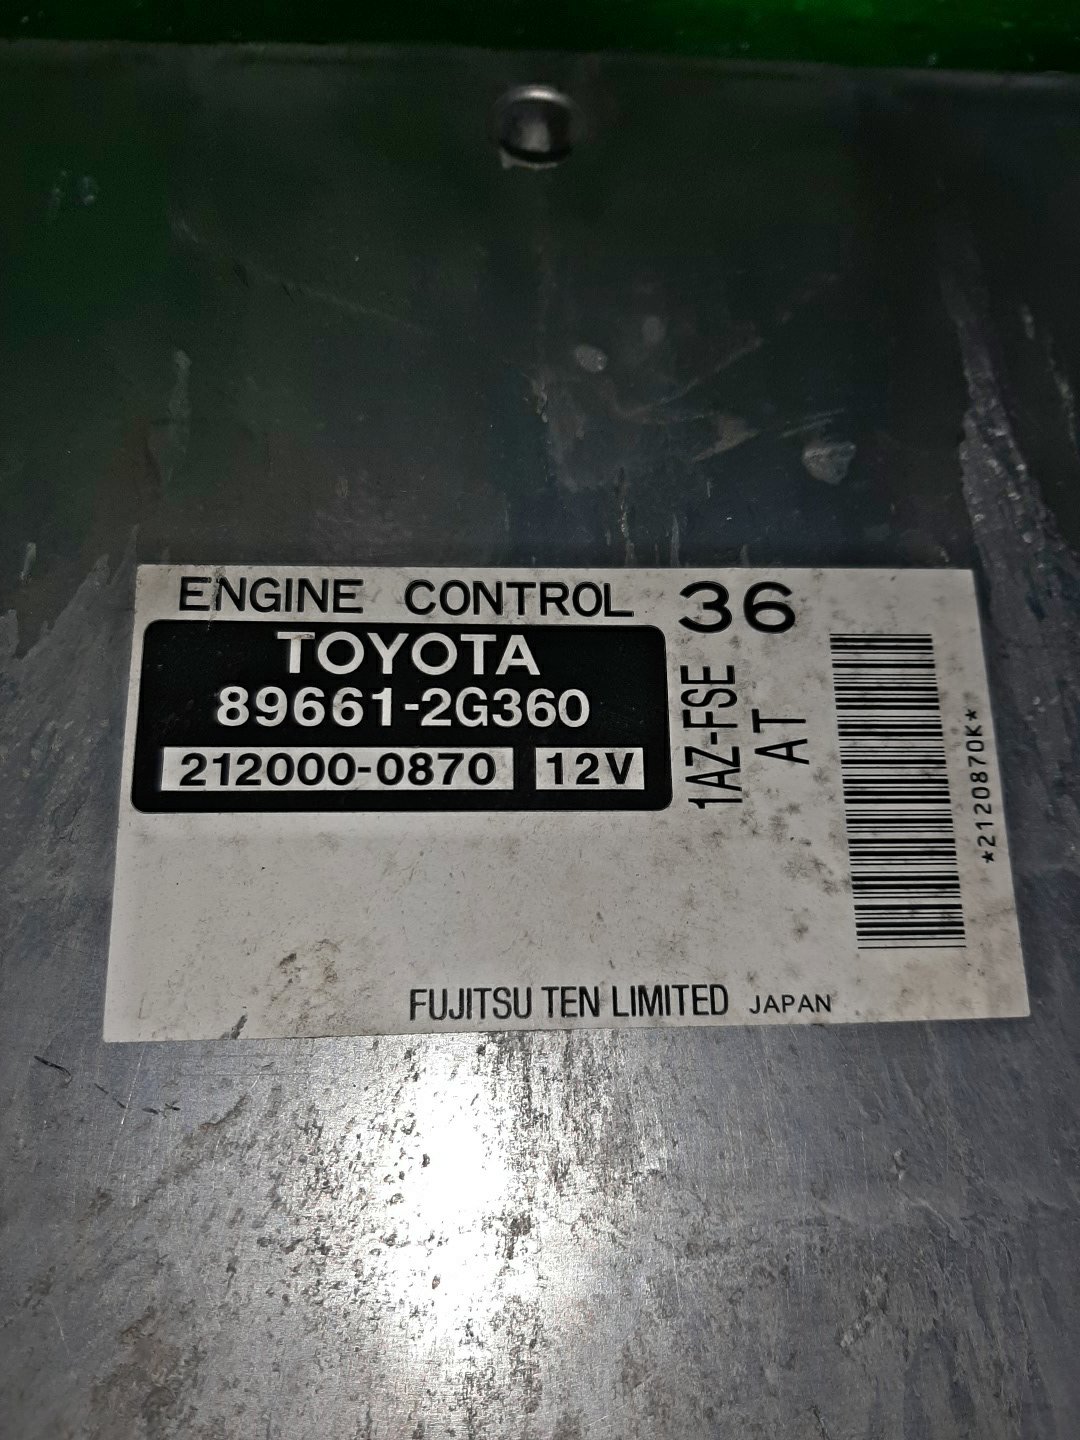 ENGINE CONTROL 36
TOYOTA
89661-2G360
212000-0870 12V
1AZ-FSE
AT
*2120870K*
FUJITSU TEN LIMITED JAPAN